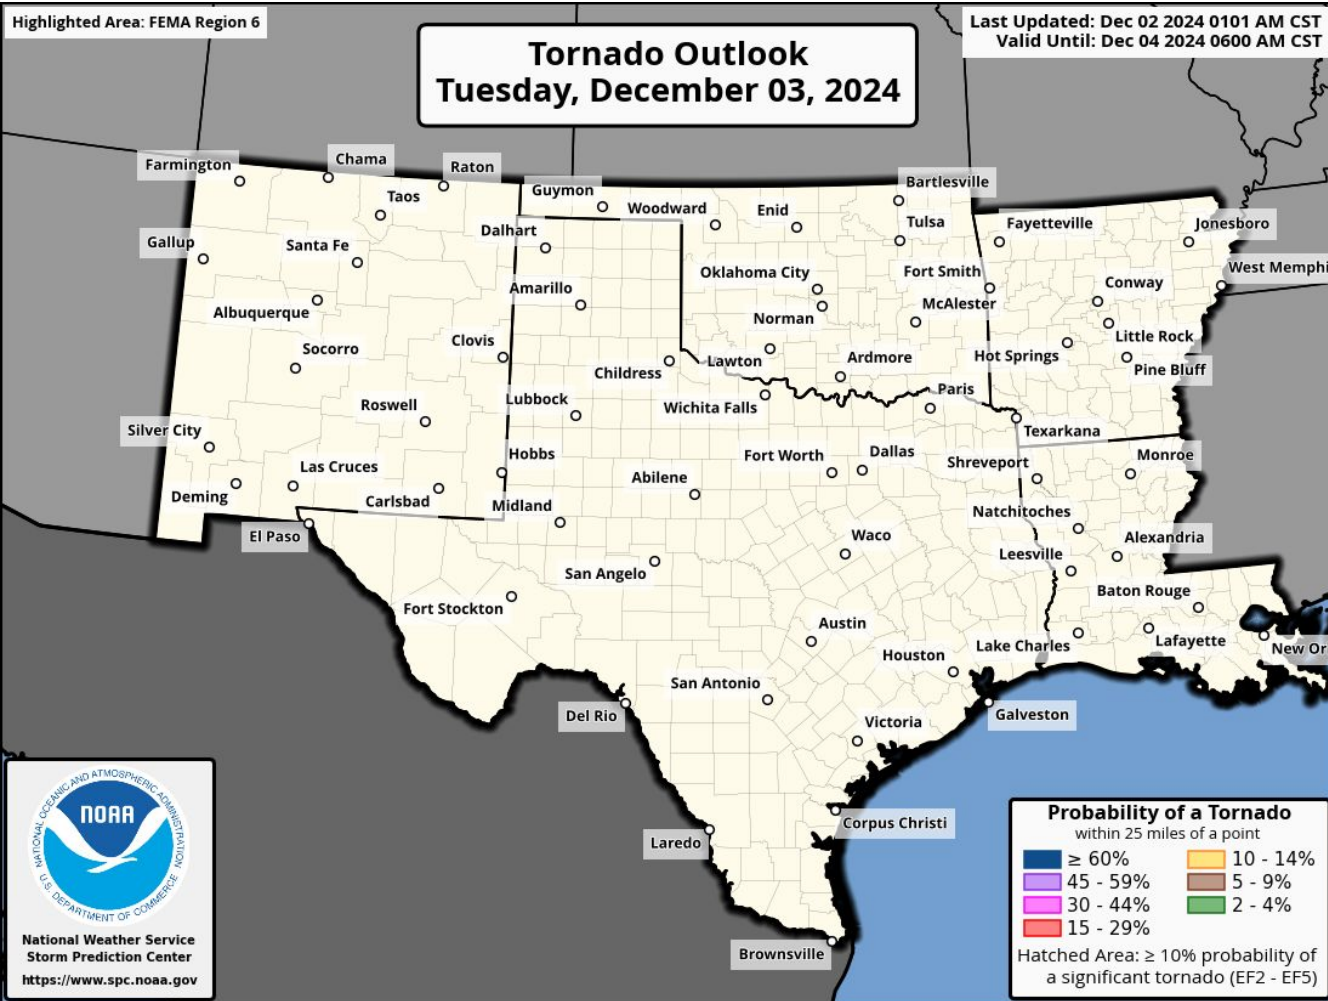 Highlighted Area: FEMA Region 6
Last Updated: Dec 02 2024 0101 AM CST
Valid Until: Dec 04 2024 0600 AM CST
Tornado Outlook
Tuesday, December 03, 2024
Farmington
Chama
Raton
Taos
Guymon
Woodward
Enid
Bartlesville
Tulsa
Fayetteville
Jonesboro
Gallup
Santa Fe
Dalhart
Oklahoma City
Fort Smith
West Memphi
Albuquerque
Amarillo
Norman
McAlester
Conway
Socorro
Clovis
Childress
Lawton
Ardmore
Hot Springs
Little Rock
Pine Bluff
Roswell
Lubbock
Wichita Falls
Paris
Silver City
Texarkana
Las Cruces
Hobbs
Abilene
Fort Worth
Dallas
Shreveport
Monroe
Deming
Carlsbad
Midland
Natchitoches
El Paso
Waco
Leesville
Alexandria
San Angelo
Fort Stockton
Baton Rouge
Austin
Lake Charles
Lafayette
New Or
Houston
San Antonio
Del Rio
Victoria
Galveston
Corpus Christi
Laredo
Brownsville
NATIONAL OCEANIC AND ATMOSPHERIC ADMINISTRATION
NOAA
U.S. DEPARTMENT OF COMMERCE
National Weather Service
Storm Prediction Center
https://www.spc.noaa.gov
Probability of a Tornado
within 25 miles of a point
≥ 60%
45 - 59%
30 - 44%
15 - 29%
10 - 14%
5 - 9%
2 - 4%
Hatched Area: ≥ 10% probability of
a significant tornado (EF2 - EF5)